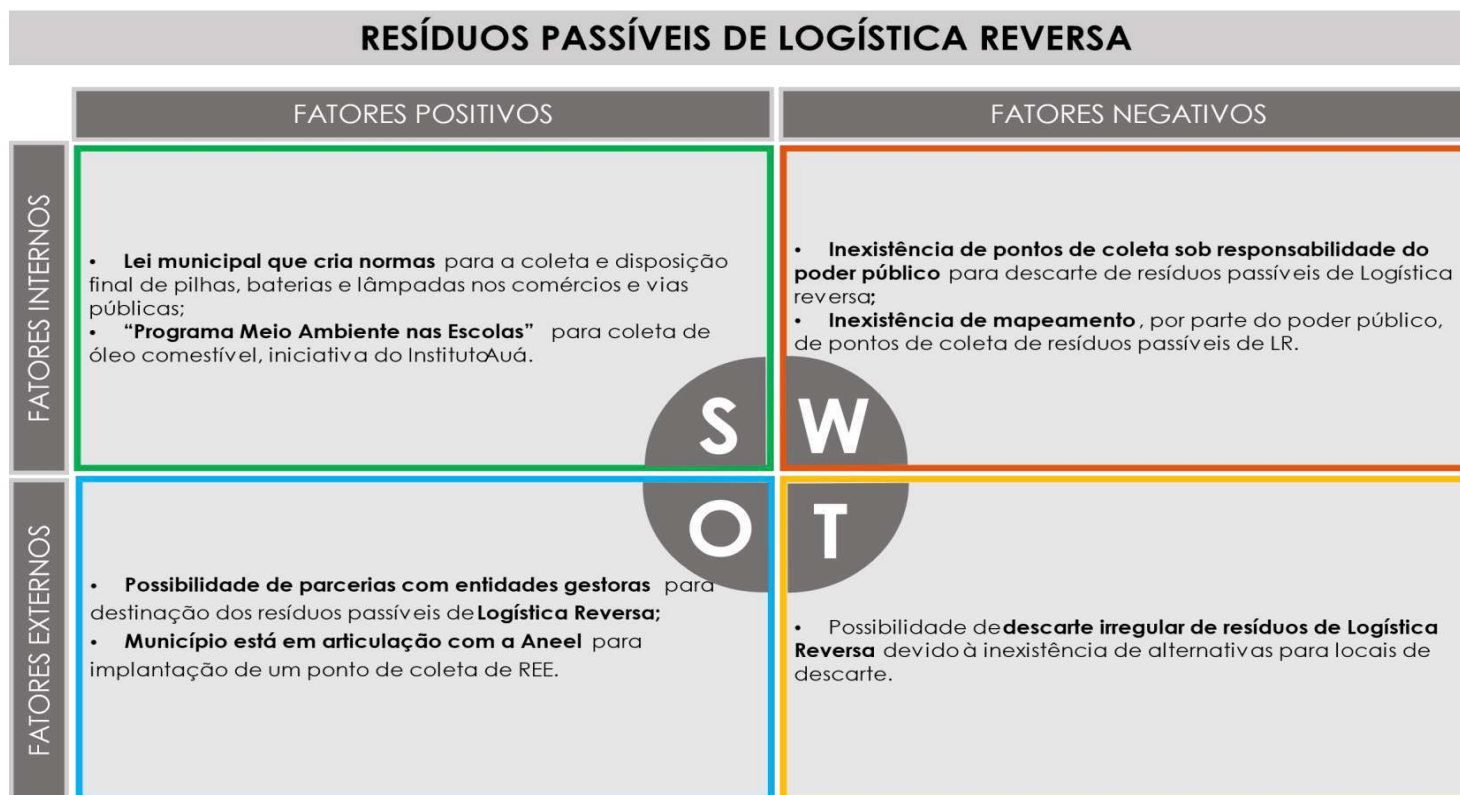 RESÍDUOS PASSÍVEIS DE LOGÍSTICA REVERSA
FATORES POSITIVOS
FATORES NEGATIVOS
FATORES INTERNOS
• Lei municipal que cria normas para a coleta e disposição
final de pilhas, baterias e lâmpadas nos comércios e vias
públicas;
• “Programa Meio Ambiente nas Escolas” para coleta de
óleo comestível, iniciativa do InstitutoAuá.
S
• Inexistência de pontos de coleta sob responsabilidade do
poder público para descarte de resíduos passíveis de Logística
reversa;
• Inexistência de mapeamento, por parte do poder público,
de pontos de coleta de resíduos passíveis de LR.
W
FATORES EXTERNOS
O
• Possibilidade de parcerias com entidades gestoras para
destinação dos resíduos passíveis de Logística Reversa;
• Município está em articulação com a Aneel para
implantação de um ponto de coleta de REE.
T
• Possibilidade de descarte irregular de resíduos de Logística
Reversa devido à inexistência de alternativas para locais de
descarte.